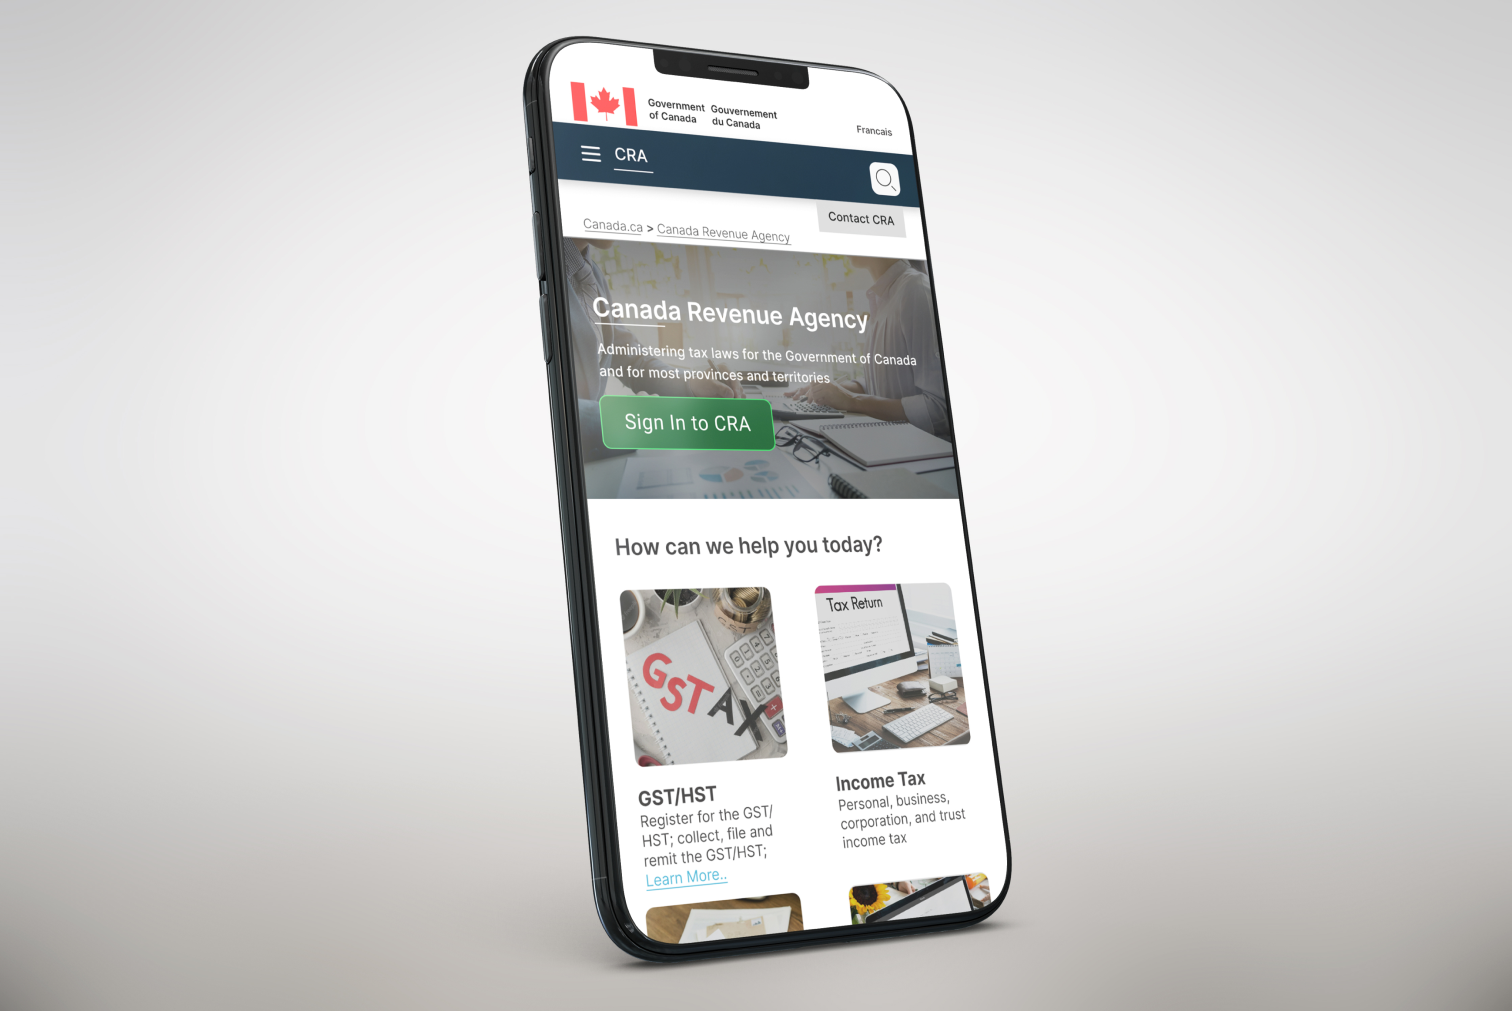 Government Gouvernement
of Canada du Canada
Francais
CRA
Contact CRA
Canada.ca > Canada Revenue Agency
Canada Revenue Agency
Administering tax laws for the Government of Canada
and for most provinces and territories
Sign In to CRA
How can we help you today?
GSTAX
Tax Return
GST/HST
Register for the GST/
HST; collect, file and
remit the GST/HST;
Learn More..
Income Tax
Personal, business,
corporation, and trust
income tax